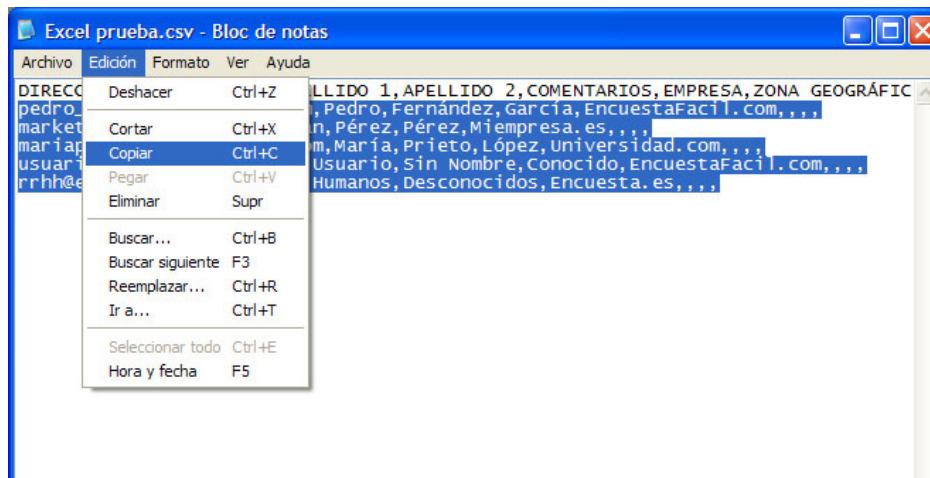 Excel prueba.csv - Bloc de notas
Archivo Edición Formato Ver Ayuda
DIRECC LLIDO 1,APELLIDO 2,COMENTARIOS,EMPRESA,ZONA GEOGRÁFIC
pedro_ ,Pedro,Fernández,García,EncuestaFacil.com,,,,
market n,Pérez,Pérez,Miempresa.es,,,,
mariap m,María,Prieto,López,Universidad.com,,,,
usuari Usuario,Sin Nombre,Conocido,EncuestaFacil.com,,,,
rrhh@e Humanos,Desconocidos,Encuesta.es,,,,
Deshacer Ctrl+Z
Cortar Ctrl+X
Copiar Ctrl+C
Pegar Ctrl+V
Eliminar Supr
Buscar... Ctrl+B
Buscar siguiente F3
Reemplazar... Ctrl+R
Ir a... Ctrl+T
Seleccionar todo Ctrl+E
Hora y fecha F5